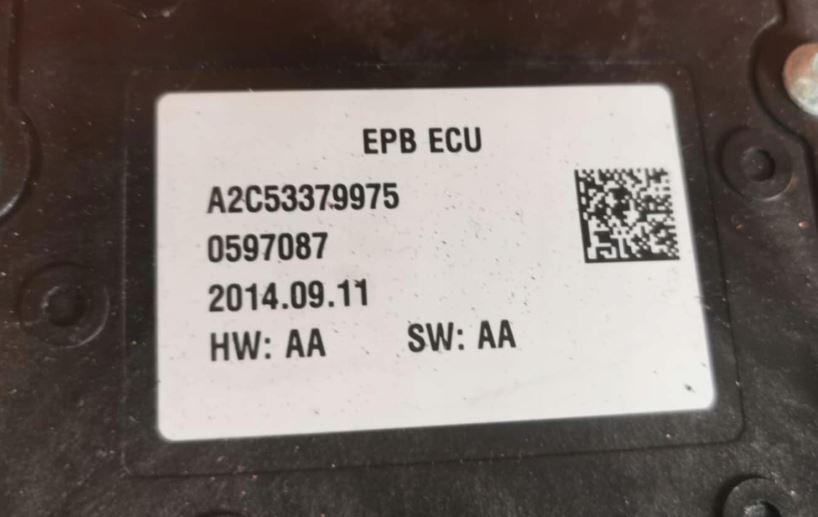 EPB ECU
A2C53379975
0597087
2014.09.11
HW: AA SW: AA